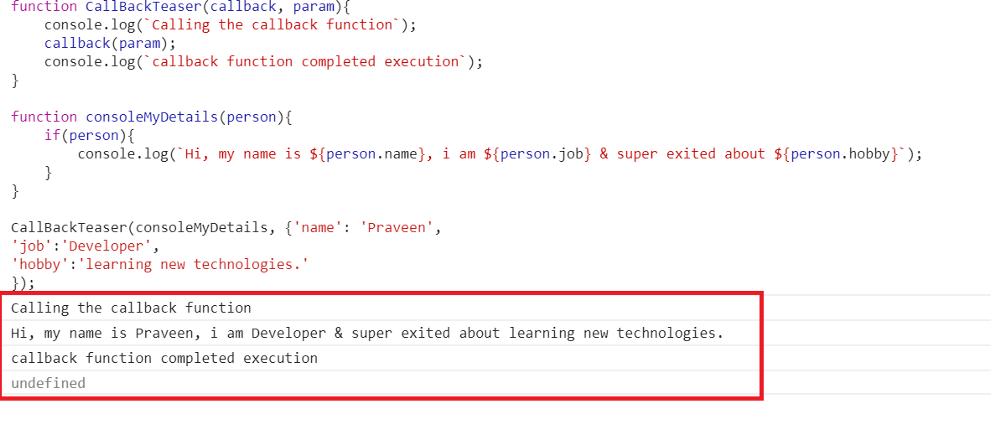 function CallBackTeaser(callback, param){
    console.log(`Calling the callback function`);
    callback(param);
    console.log(`callback function completed execution`);
}
function consoleMyDetails(person){
    if(person){
        console.log(`Hi, my name is ${person.name}, i am ${person.job} & super exited about ${person.hobby}`);
    }
}
CallBackTeaser(consoleMyDetails, {'name': 'Praveen',
'job':'Developer',
'hobby':'learning new technologies.'
});
Calling the callback function
Hi, my name is Praveen, i am Developer & super exited about learning new technologies.
callback function completed execution
undefined